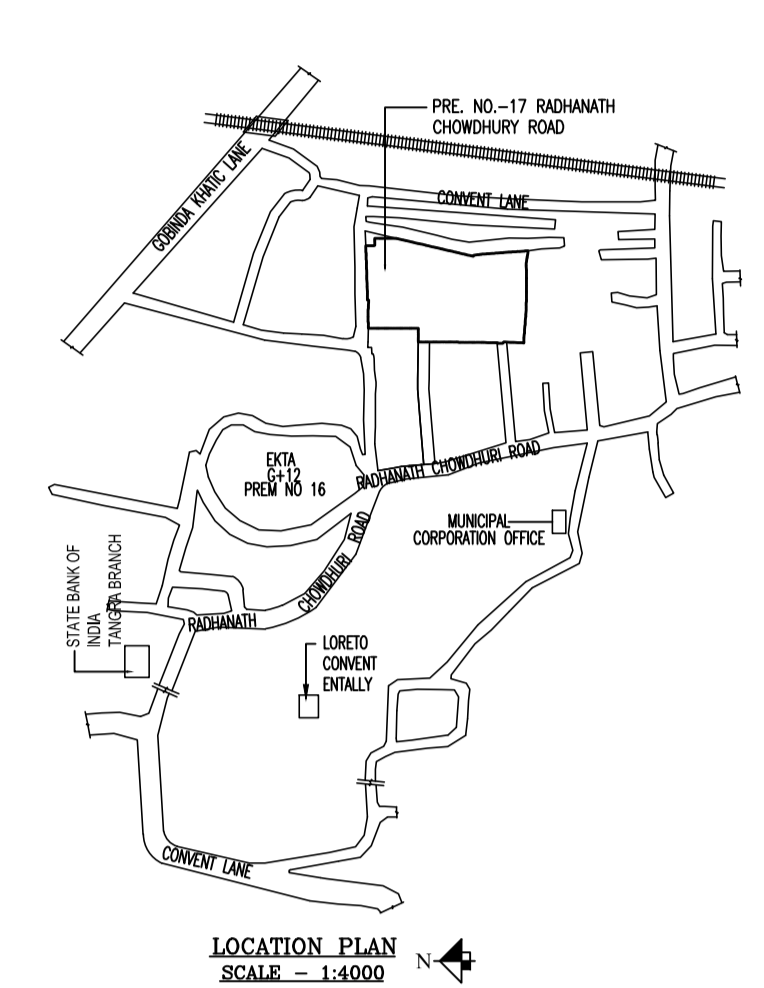 PRE. NO.-17 RADHANATH
CHOWDHURY ROAD
GOBINDA KHATIC LANE
CONVENT LANE
EKTA
G+12
PREM NO 16
RADHANATH CHOWDHURI ROAD
MUNICIPAL
CORPORATION OFFICE
STATE BANK OF
INDIA
TANGRA BRANCH
RADHANATH CHOWDHURI ROAD
LORETO
CONVENT
ENTALLY
CONVENT LANE
LOCATION PLAN
SCALE - 1:4000
N